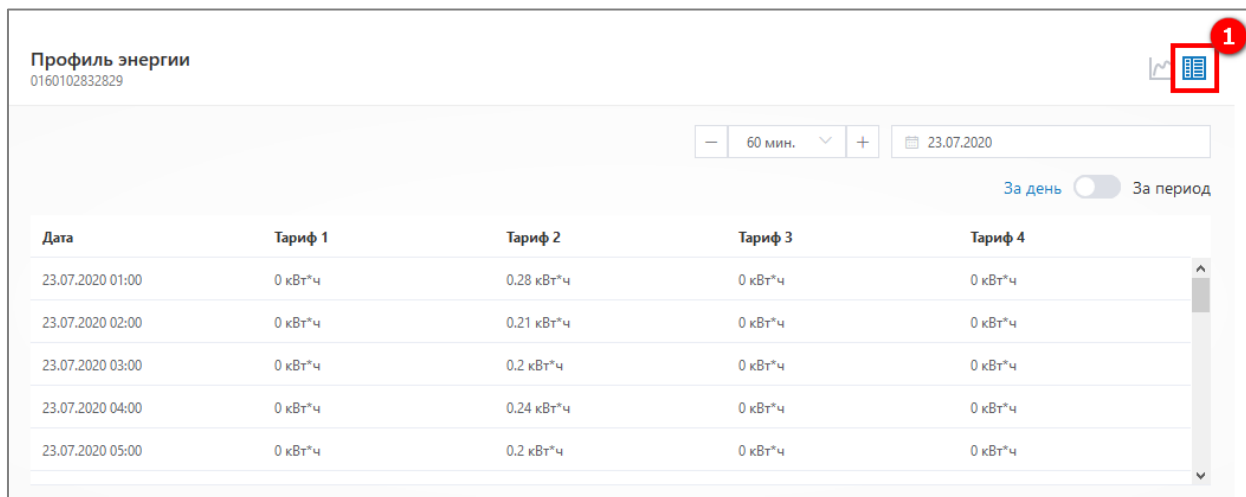 1
Профиль энергии
0160102832829
— 60 мин. + 23.07.2020
За день За период
Дата Тариф 1 Тариф 2 Тариф 3 Тариф 4
23.07.2020 01:00 0 кВт*ч 0.28 кВт*ч 0 кВт*ч 0 кВт*ч
23.07.2020 02:00 0 кВт*ч 0.21 кВт*ч 0 кВт*ч 0 кВт*ч
23.07.2020 03:00 0 кВт*ч 0.2 кВт*ч 0 кВт*ч 0 кВт*ч
23.07.2020 04:00 0 кВт*ч 0.24 кВт*ч 0 кВт*ч 0 кВт*ч
23.07.2020 05:00 0 кВт*ч 0.2 кВт*ч 0 кВт*ч 0 кВт*ч